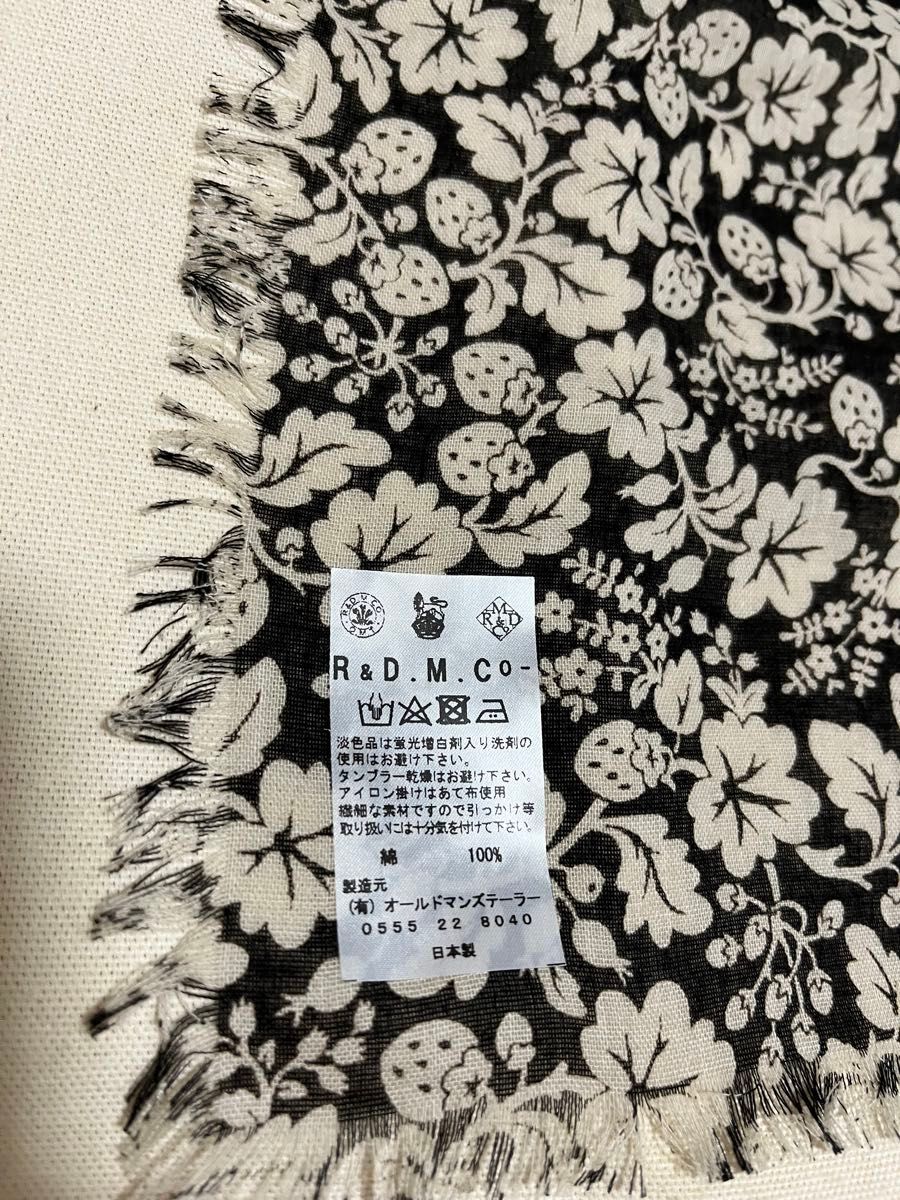 R&D.M.CO
O.M.T.
R M & D Co
R&D.M.Co-
淡色品は蛍光増白剤入り洗剤の
使用はお避け下さい。
タンブラー乾燥はお避け下さい。
アイロン掛けはあて布使用
繊細な素材ですので引っかけ等
取り扱いには十分気を付けて下さい。
綿 100%
製造元
(有) オールドマンズテーラー
0555 22 8040
日本製